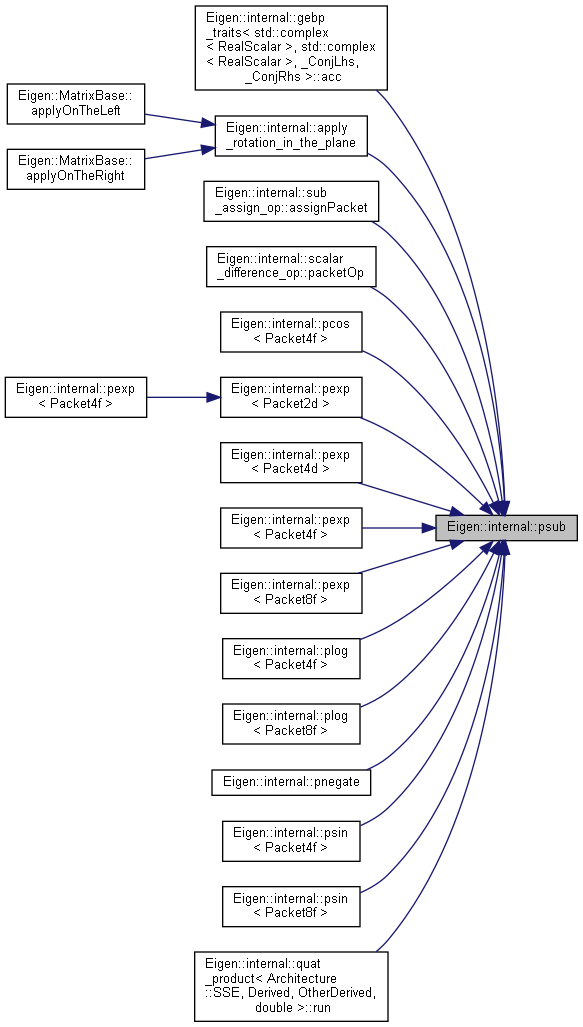 Eigen::internal::gebp
_traits< std::complex
< RealScalar >, std::complex
< RealScalar >, _ConjLhs,
_ConjRhs >::acc
Eigen::MatrixBase::
applyOnTheLeft
Eigen::internal::apply
_rotation_in_the_plane
Eigen::MatrixBase::
applyOnTheRight
Eigen::internal::sub
_assign_op::assignPacket
Eigen::internal::scalar
_difference_op::packetOp
Eigen::internal::pcos
< Packet4f >
Eigen::internal::pexp
< Packet4f >
Eigen::internal::pexp
< Packet2d >
Eigen::internal::pexp
< Packet4d >
Eigen::internal::pexp
< Packet4f >
Eigen::internal::psub
Eigen::internal::pexp
< Packet8f >
Eigen::internal::plog
< Packet4f >
Eigen::internal::plog
< Packet8f >
Eigen::internal::pnegate
Eigen::internal::psin
< Packet4f >
Eigen::internal::psin
< Packet8f >
Eigen::internal::quat
_product< Architecture
::SSE, Derived, OtherDerived,
double >::run